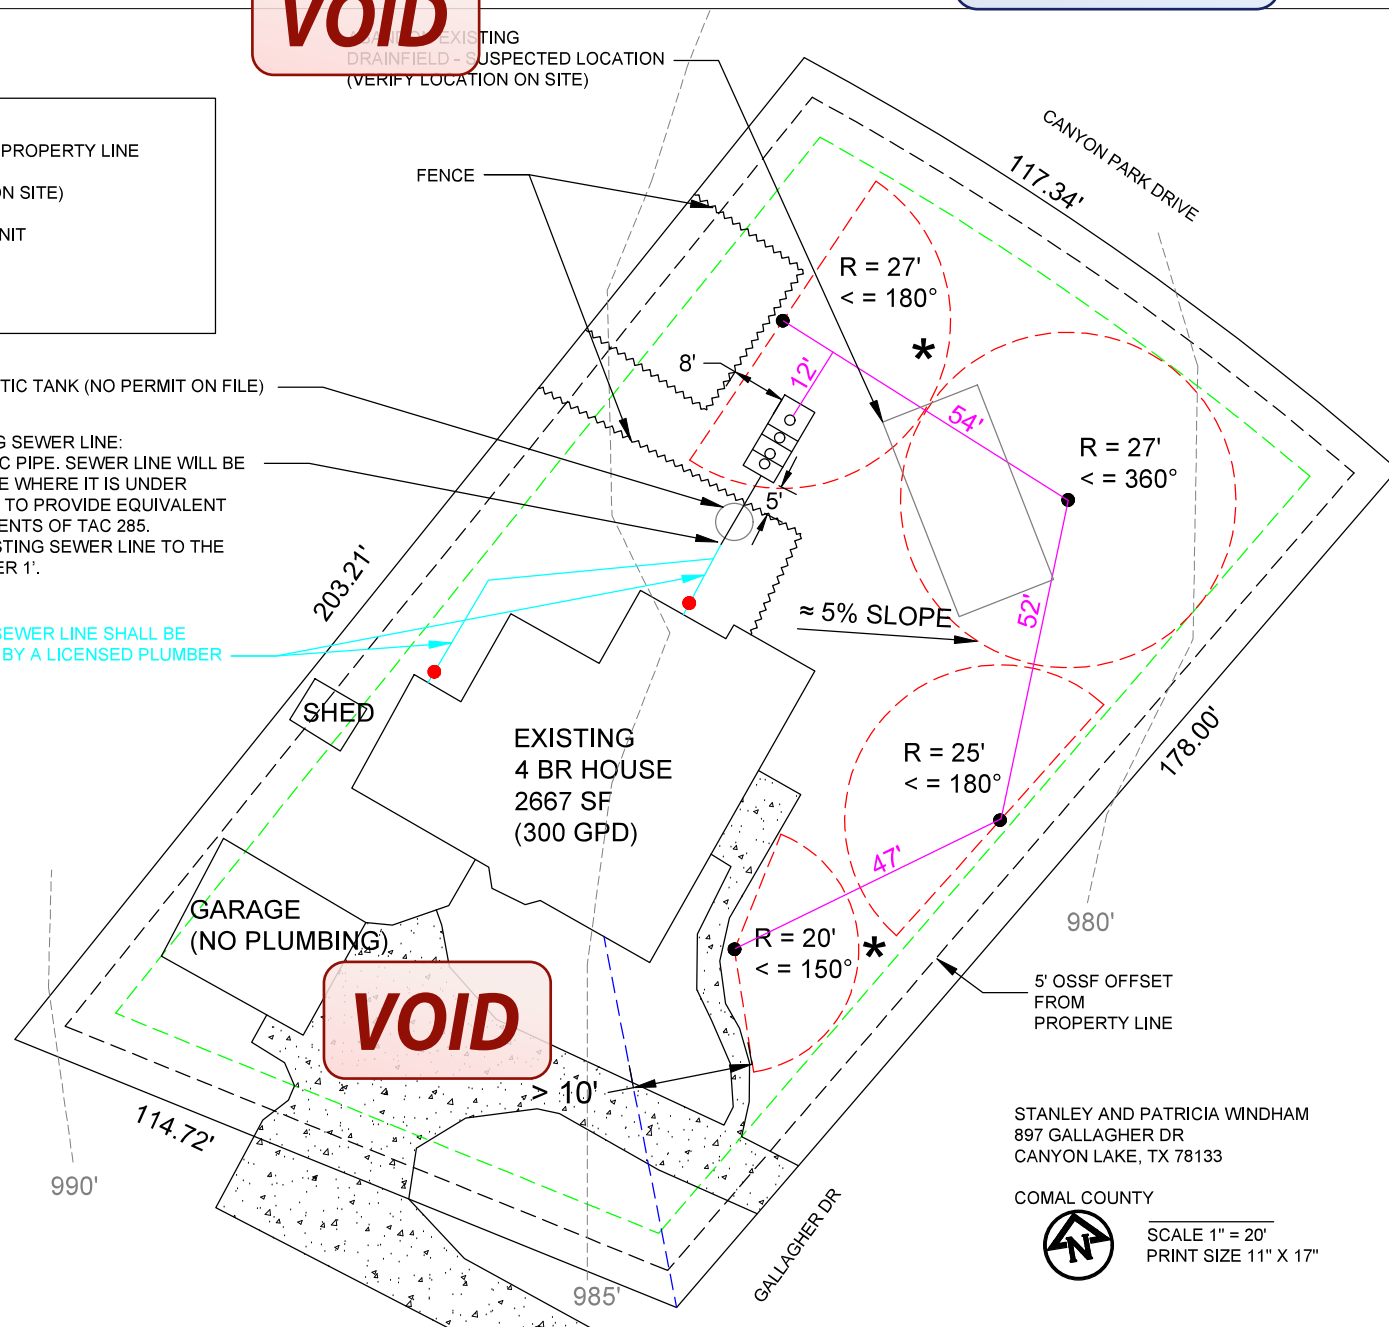 VOID
ABANDON EXISTING
DRAINFIELD - SUSPECTED LOCATION
(VERIFY LOCATION ON SITE)
PROPERTY LINE
ON SITE)
NIT
FENCE
CANYON PARK DRIVE
117.34'
R = 27'
< = 180°
*
8'
12'
54'
R = 27'
< = 360°
TIC TANK (NO PERMIT ON FILE)
G SEWER LINE:
C PIPE. SEWER LINE WILL BE
E WHERE IT IS UNDER
TO PROVIDE EQUIVALENT
ENTS OF TAC 285.
STING SEWER LINE TO THE
ER 1'.
5'
203.21'
52'
≈ 5% SLOPE
SEWER LINE SHALL BE
BY A LICENSED PLUMBER
SHED
EXISTING
4 BR HOUSE
2667 SF
(300 GPD)
R = 25'
< = 180°
178.00'
47'
GARAGE
(NO PLUMBING)
R = 20'
< = 150°
*
980'
5' OSSF OFFSET
FROM
PROPERTY LINE
VOID
> 10'
114.72'
990'
985'
GALLAGHER DR
STANLEY AND PATRICIA WINDHAM
897 GALLAGHER DR
CANYON LAKE, TX 78133
COMAL COUNTY
N
SCALE 1" = 20'
PRINT SIZE 11" X 17"